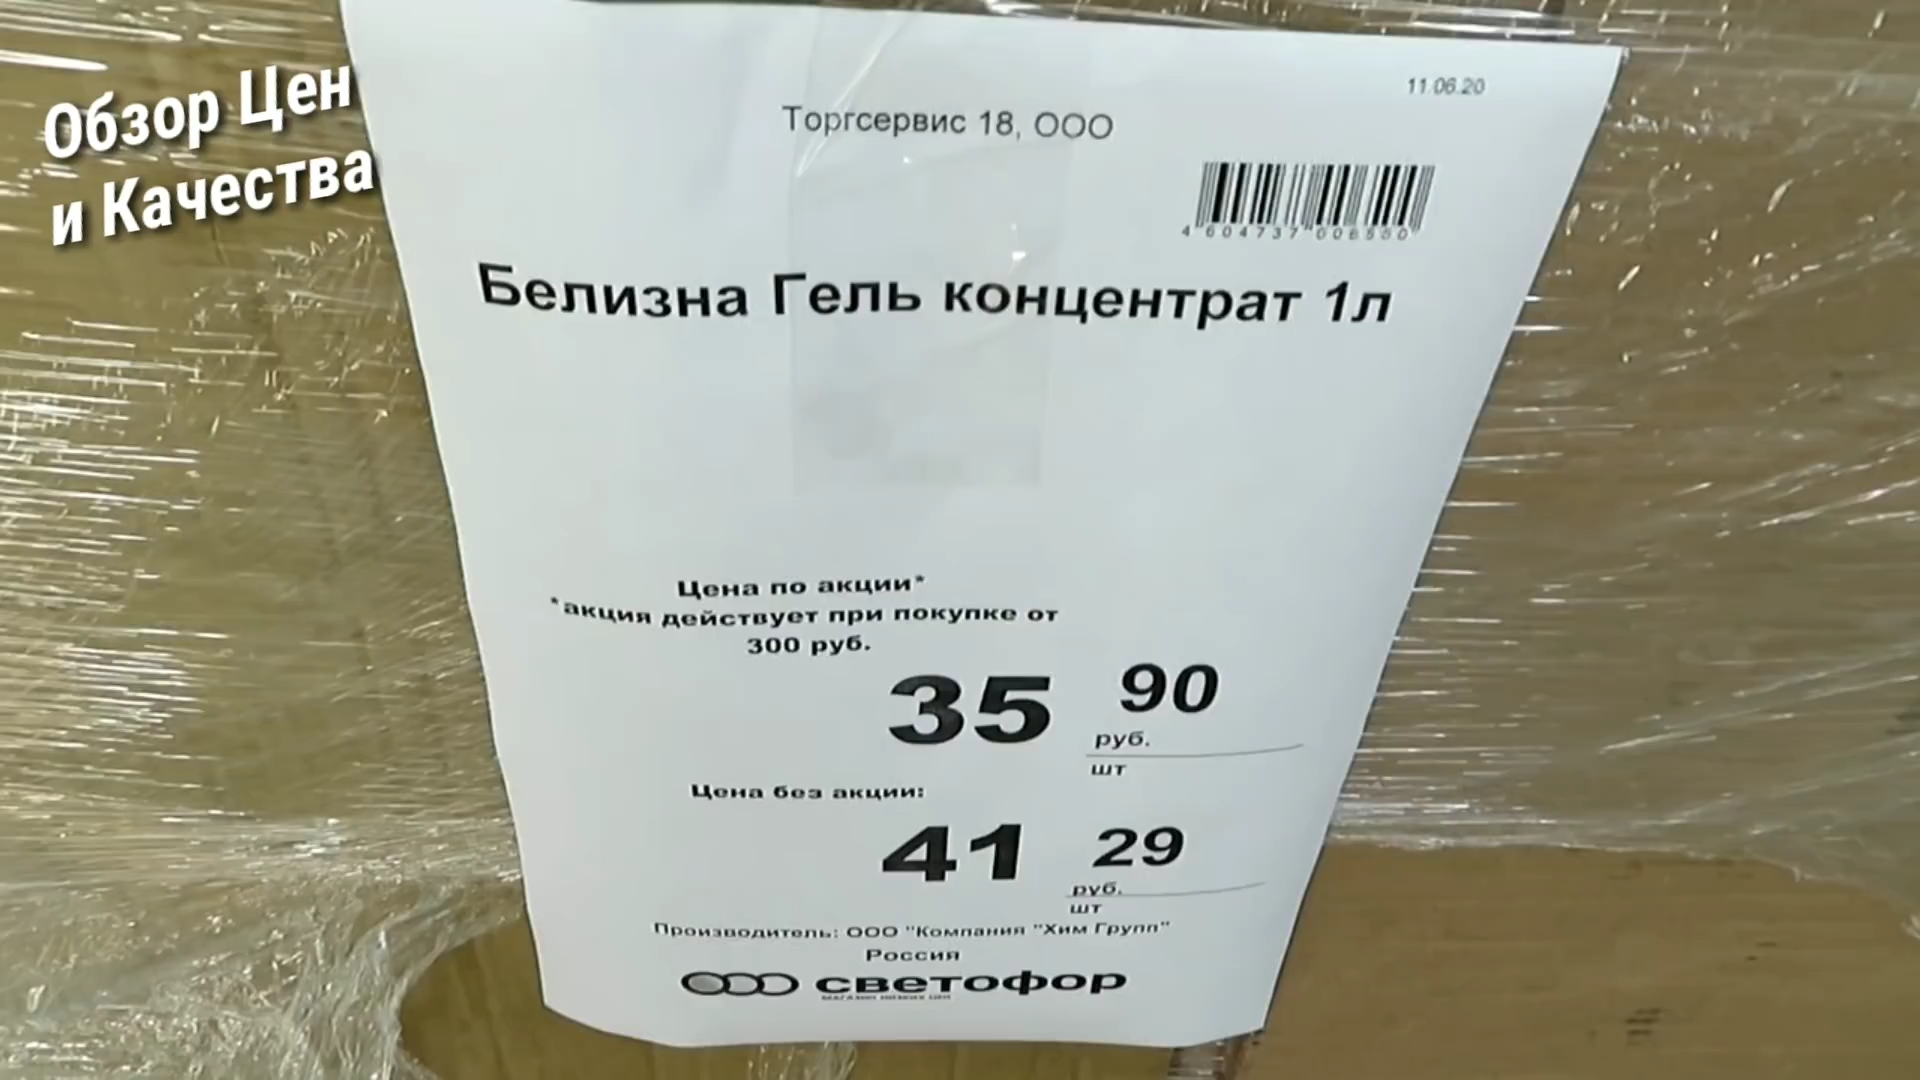 Обзор Цен
и Качества
11.06.20
Торгсервис 18, ООО
Белизна Гель концентрат 1л
Цена по акции*
*акция действует при покупке от
300 руб.
35 90
руб.
шт
Цена без акции:
41 29
руб.
шт
Производитель: ООО "Компания "Хим Групп"
Россия
светофор